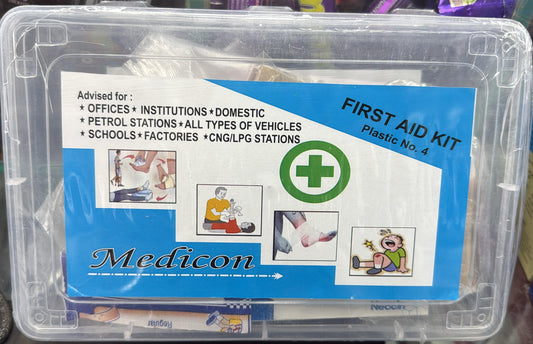 Advised for :
* OFFICES * INSTITUTIONS * DOMESTIC
* PETROL STATIONS * ALL TYPES OF VEHICLES
* SCHOOLS * FACTORIES * CNG/LPG STATIONS
FIRST AID KIT
Plastic No. 4
Medicon
Regular